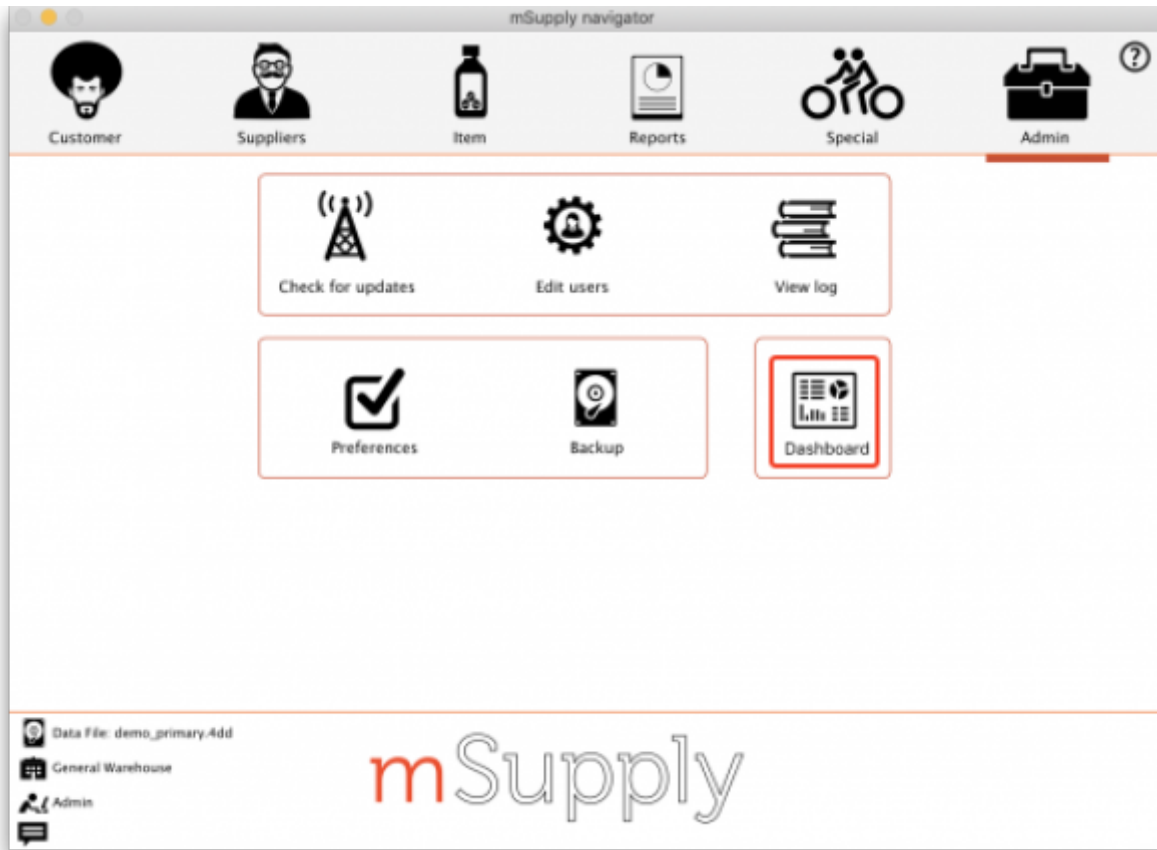 mSupply navigator
Customer
Suppliers
Item
Reports
Special
Admin
?
Check for updates
Edit users
View log
Preferences
Backup
Dashboard
Data File: demo_primary.4dd
General Warehouse
Admin
mSupply